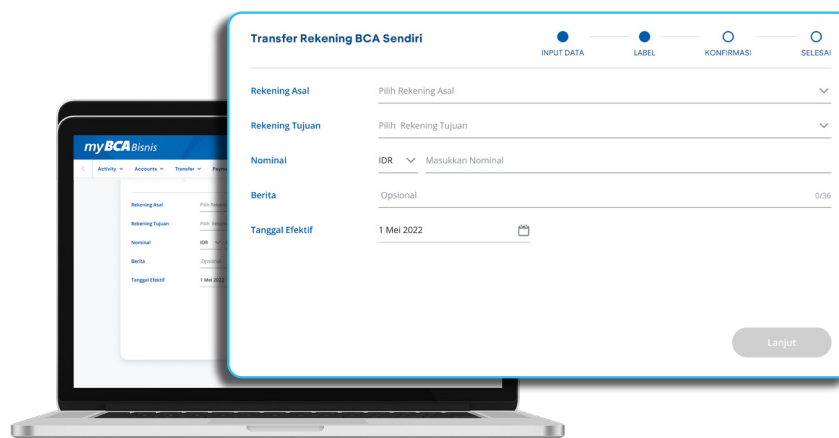 Transfer Rekening BCA Sendiri
INPUT DATA
LABEL
KONFIRMASI
SELESAI
Rekening Asal
Pilih Rekening Asal
Rekening Tujuan
Pilih Rekening Tujuan
Nominal
IDR
Masukkan Nominal
Berita
Opsional
0/36
Tanggal Efektif
1 Mei 2022
Lanjut
myBCA Bisnis
Activity
Accounts
Transfer
Rekening Asal
Pilih
Rekening Tujuan
Pilih
Nominal
IDR
Berita
Opsional
Tanggal Efektif
1 Mei 2022